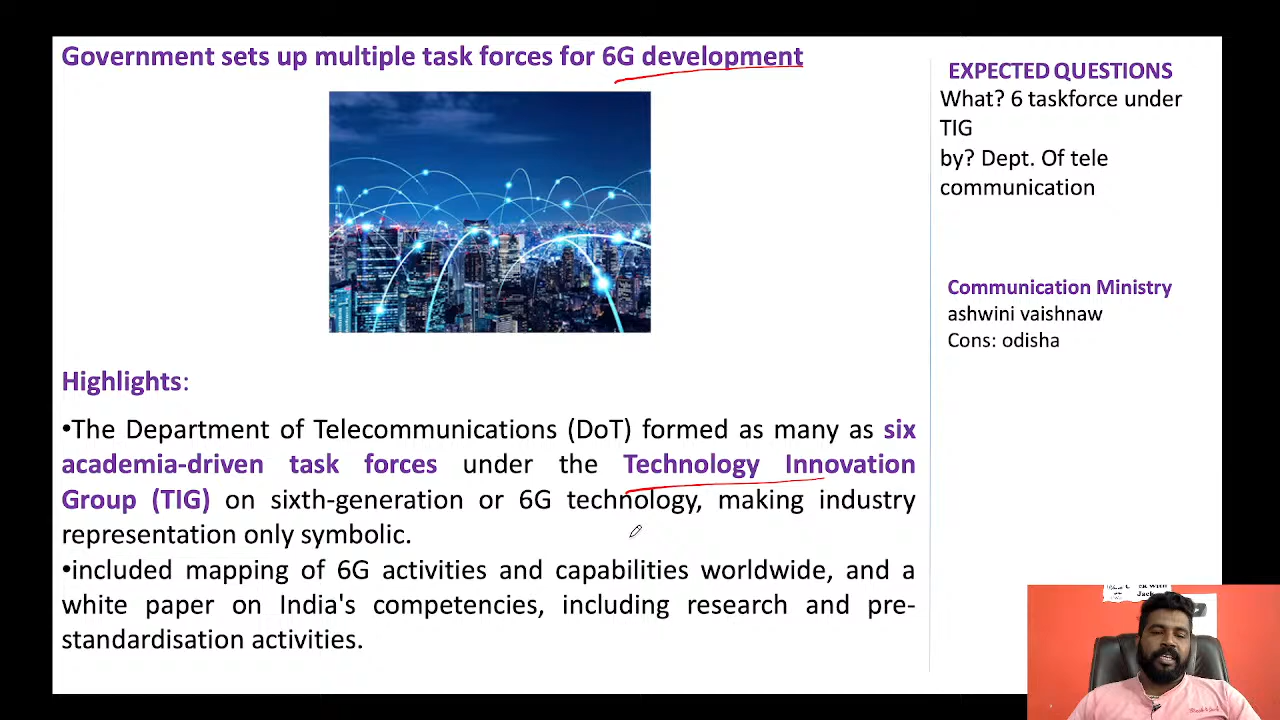 Government sets up multiple task forces for 6G development
Highlights:
•The Department of Telecommunications (DoT) formed as many as six
academia-driven task forces under the Technology Innovation
Group (TIG) on sixth-generation or 6G technology, making industry
representation only symbolic.
•included mapping of 6G activities and capabilities worldwide, and a
white paper on India's competencies, including research and pre-
standardisation activities.
EXPECTED QUESTIONS
What? 6 taskforce under
TIG
by? Dept. Of tele
communication
Communication Ministry
ashwini vaishnaw
Cons: odisha